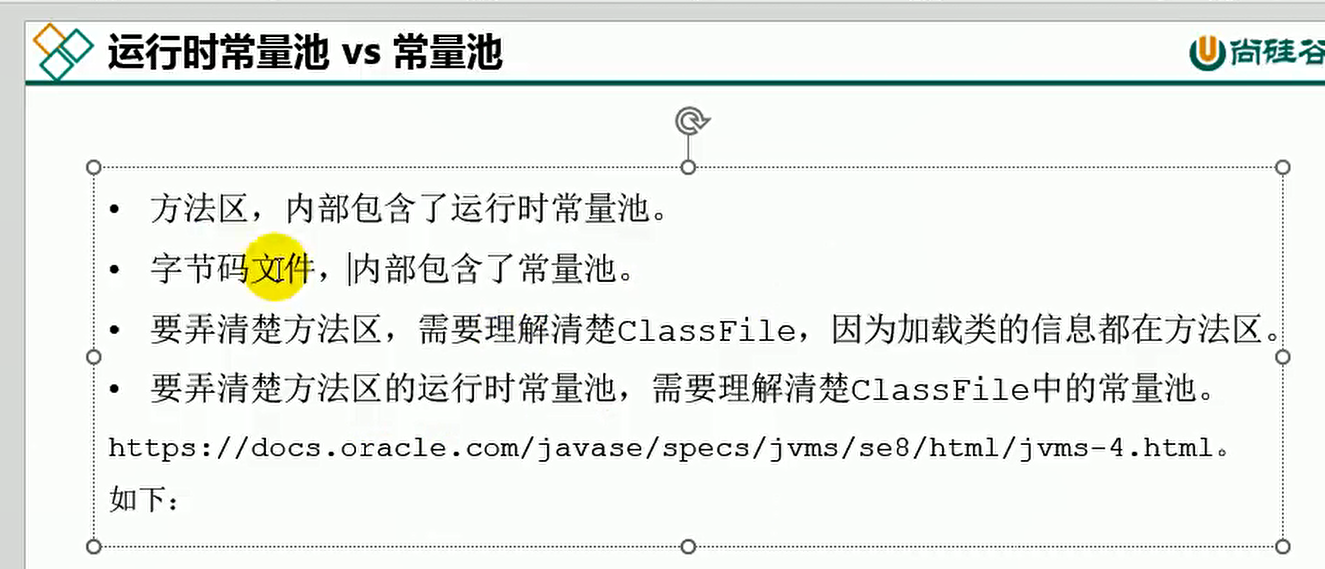 运行时常量池 vs 常量池
尚硅谷
• 方法区，内部包含了运行时常量池。
• 字节码文件，内部包含了常量池。
• 要弄清楚方法区，需要理解清楚ClassFile，因为加载类的信息都在方法区。
• 要弄清楚方法区的运行时常量池，需要理解清楚ClassFile中的常量池。
https://docs.oracle.com/javase/specs/jvms/se8/html/jvms-4.html。
如下：